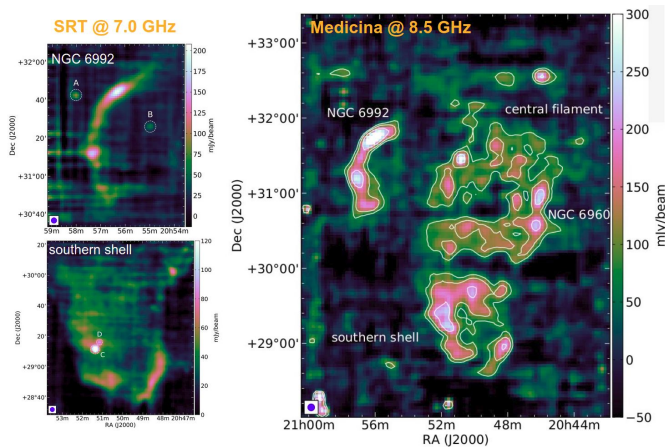 SRT @ 7.0 GHz
NGC 6992
A
B
+32°00'
40'
20'
+31°00'
+30°40'
Dec (J2000)
59m 58m 57m 56m 55m 20h54m
200
175
150
125
100
75
50
25
0
mJy/beam
southern shell
D
C
20'
+30°00'
40'
20'
+29°00'
+28°40'
Dec (J2000)
53m 52m 51m 50m 49m 48m 20h47m
RA (J2000)
120
100
80
60
40
20
0
mJy/beam
Medicina @ 8.5 GHz
NGC 6992
central filament
NGC 6960
southern shell
+33°00'
+32°00'
+31°00'
+30°00'
+29°00'
Dec (J2000)
21h00m 56m 52m 48m 20h44m
RA (J2000)
300
250
200
150
100
50
0
−50
mJy/beam